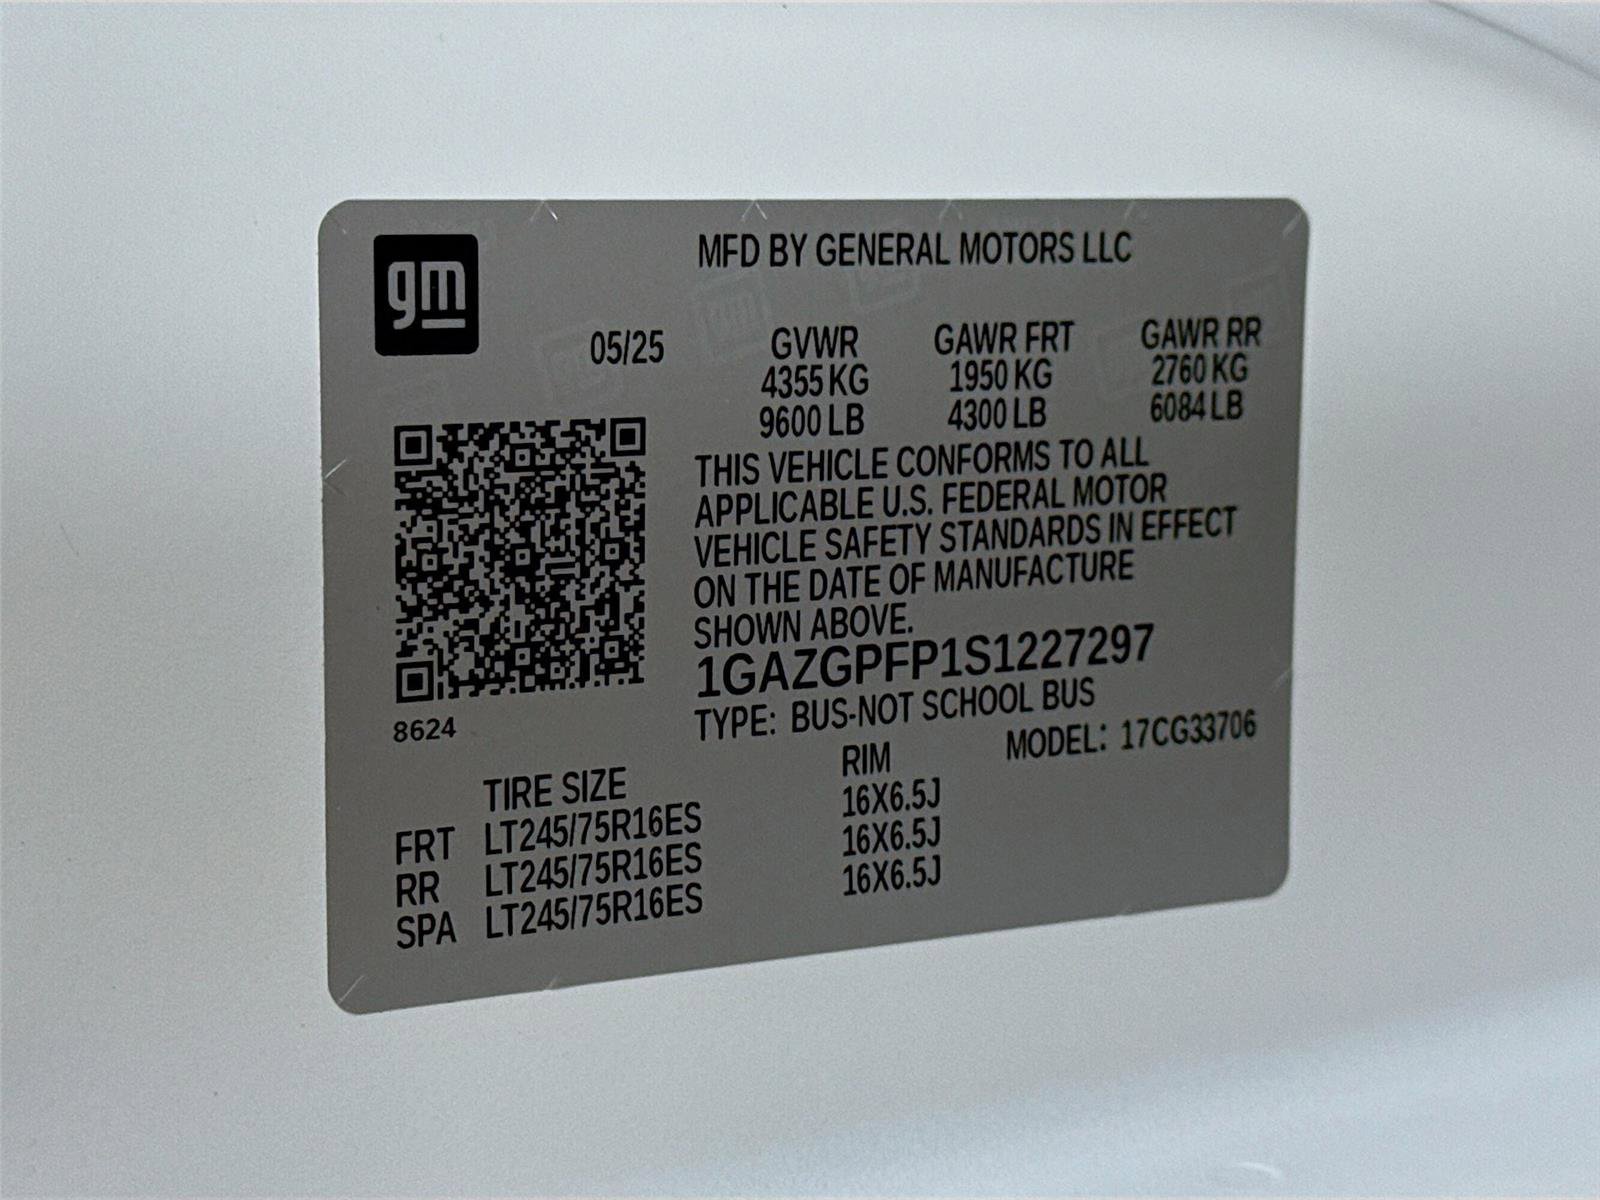 gm
MFD BY GENERAL MOTORS LLC
05/25 GVWR GAWR FRT GAWR RR
4355 KG 1950 KG 2760 KG
9600 LB 4300 LB 6084 LB
THIS VEHICLE CONFORMS TO ALL
APPLICABLE U.S. FEDERAL MOTOR
VEHICLE SAFETY STANDARDS IN EFFECT
ON THE DATE OF MANUFACTURE
SHOWN ABOVE.
1GAZGPFP1S1227297
TYPE: BUS-NOT SCHOOL BUS
8624
MODEL: 17CG33706
TIRE SIZE RIM
FRT LT245/75R16ES 16X6.5J
RR LT245/75R16ES 16X6.5J
SPA LT245/75R16ES 16X6.5J